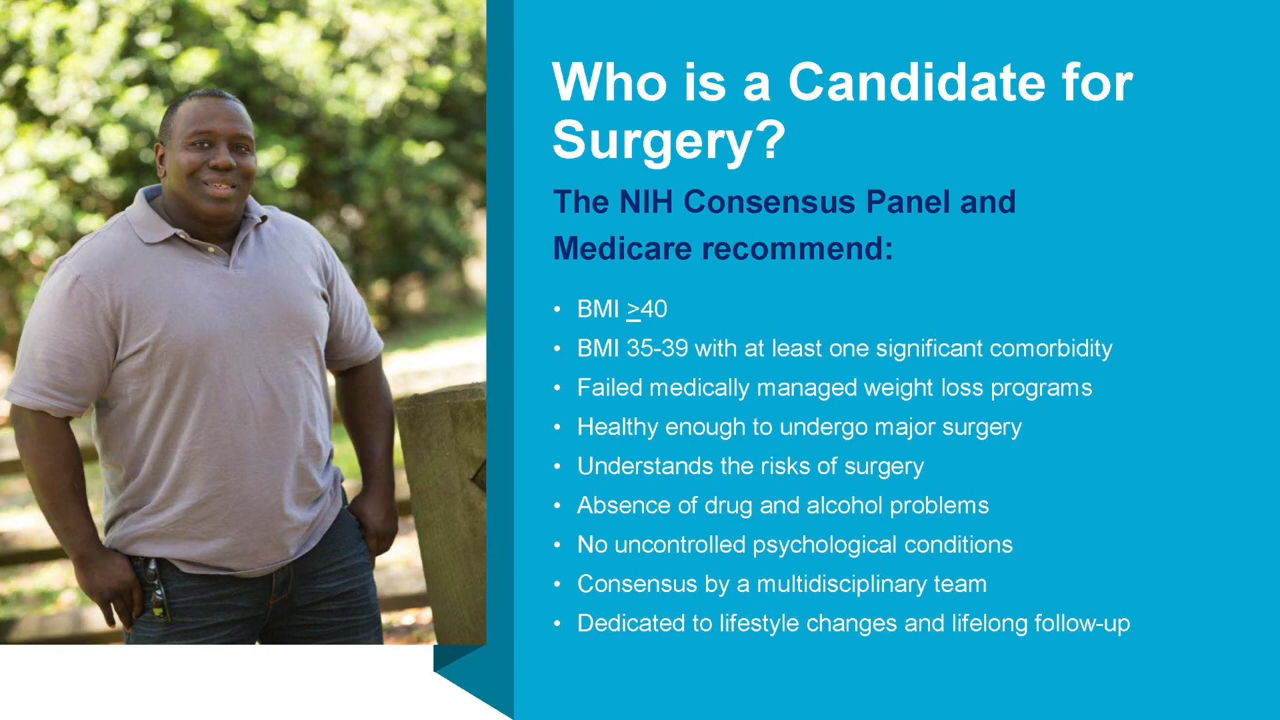 Who is a Candidate for
Surgery?
The NIH Consensus Panel and
Medicare recommend:
• BMI ≥40
• BMI 35-39 with at least one significant comorbidity
• Failed medically managed weight loss programs
• Healthy enough to undergo major surgery
• Understands the risks of surgery
• Absence of drug and alcohol problems
• No uncontrolled psychological conditions
• Consensus by a multidisciplinary team
• Dedicated to lifestyle changes and lifelong follow-up